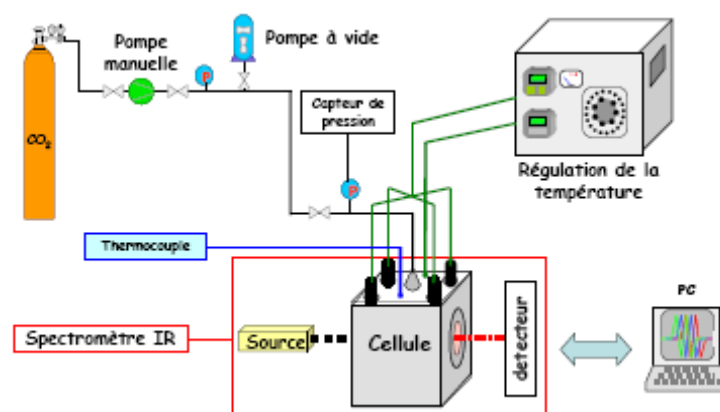 Pompe
manuelle
Pompe à vide
P
Capteur de
pression
CO₂
Régulation de la
température
P
Thermocouple
PC
Spectromètre IR
Source
Cellule
detecteur